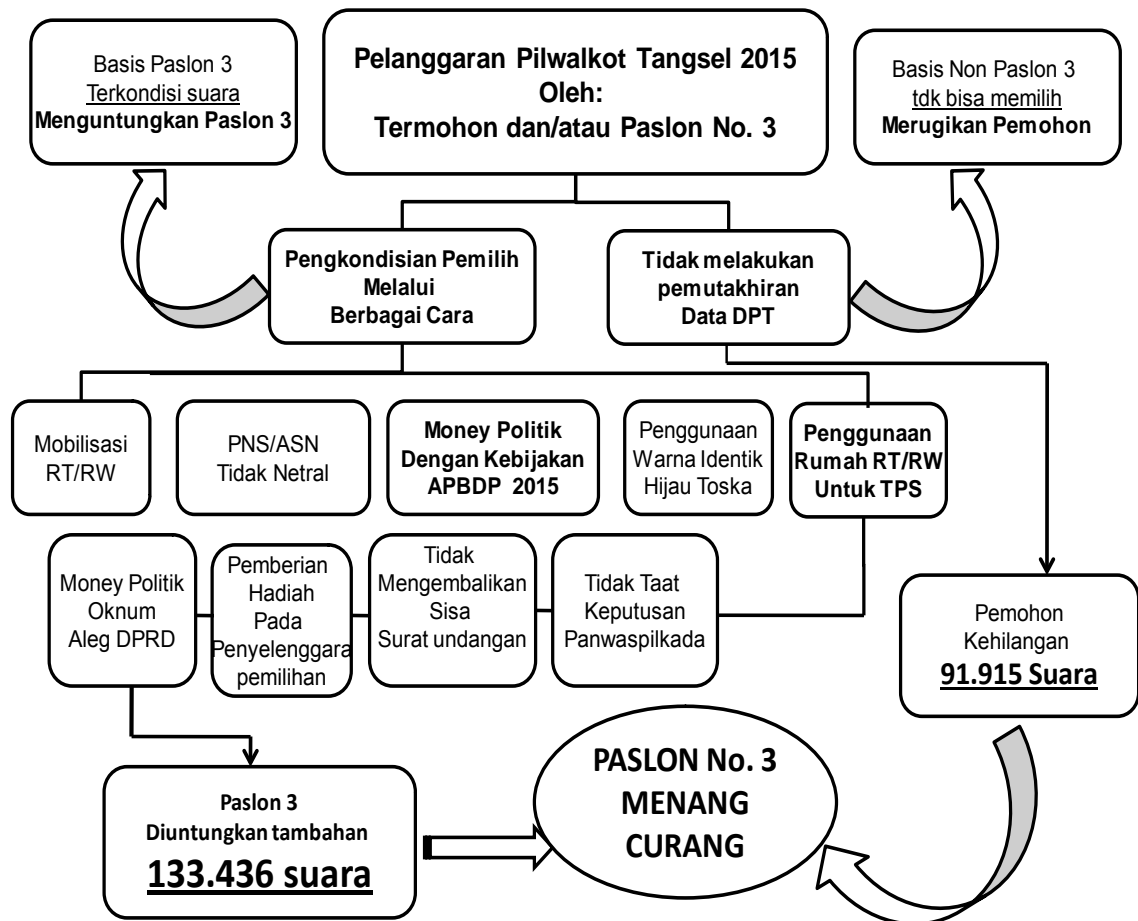 Basis Paslon 3
Terkondisi suara
Menguntungkan Paslon 3
Pelanggaran Pilwalkot Tangsel 2015
Oleh:
Termohon dan/atau Paslon No. 3
Basis Non Paslon 3
tdk bisa memilih
Merugikan Pemohon
Pengkondisian Pemilih
Melalui
Berbagai Cara
Tidak melakukan
pemutakhiran
Data DPT
Mobilisasi
RT/RW
PNS/ASN
Tidak Netral
Money Politik
Dengan Kebijakan
APBDP 2015
Penggunaan
Warna Identik
Hijau Toska
Penggunaan
Rumah RT/RW
Untuk TPS
Money Politik
Oknum
Aleg DPRD
Pemberian
Hadiah
Pada
Penyelenggara
pemilihan
Tidak
Mengembalikan
Sisa
Surat undangan
Tidak Taat
Keputusan
Panwaspilkada
Pemohon
Kehilangan
91.915 Suara
Paslon 3
Diuntungkan tambahan
133.436 suara
PASLON No. 3
MENANG
CURANG